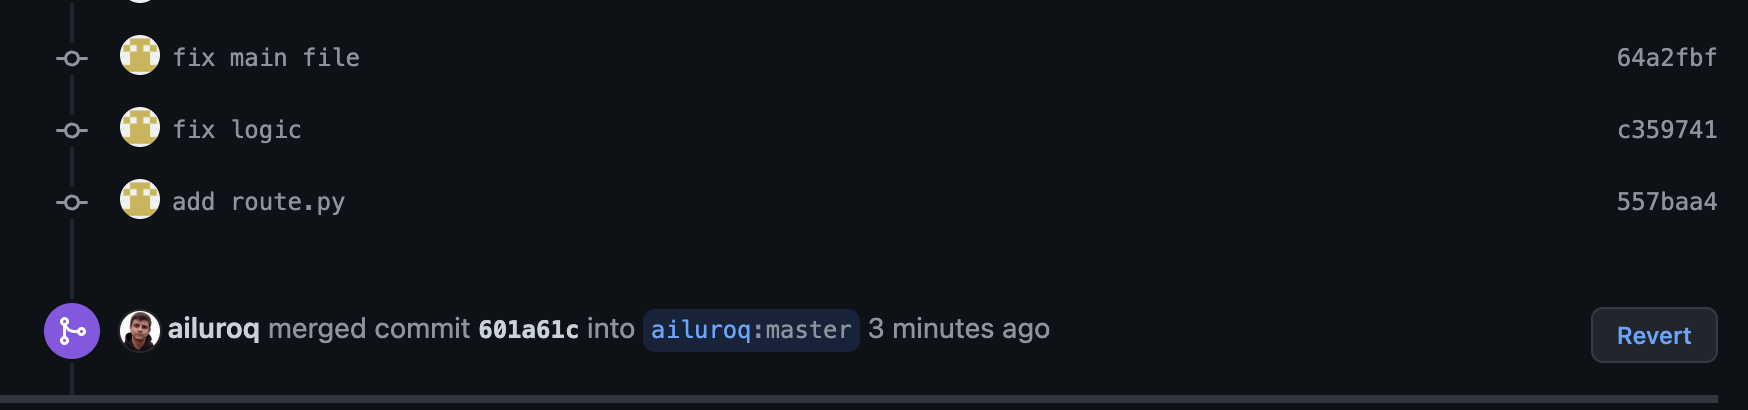 fix main file 64a2fbf
fix logic c359741
add route.py 557baa4
ailuroq merged commit 601a61c into ailuroq:master 3 minutes ago Revert